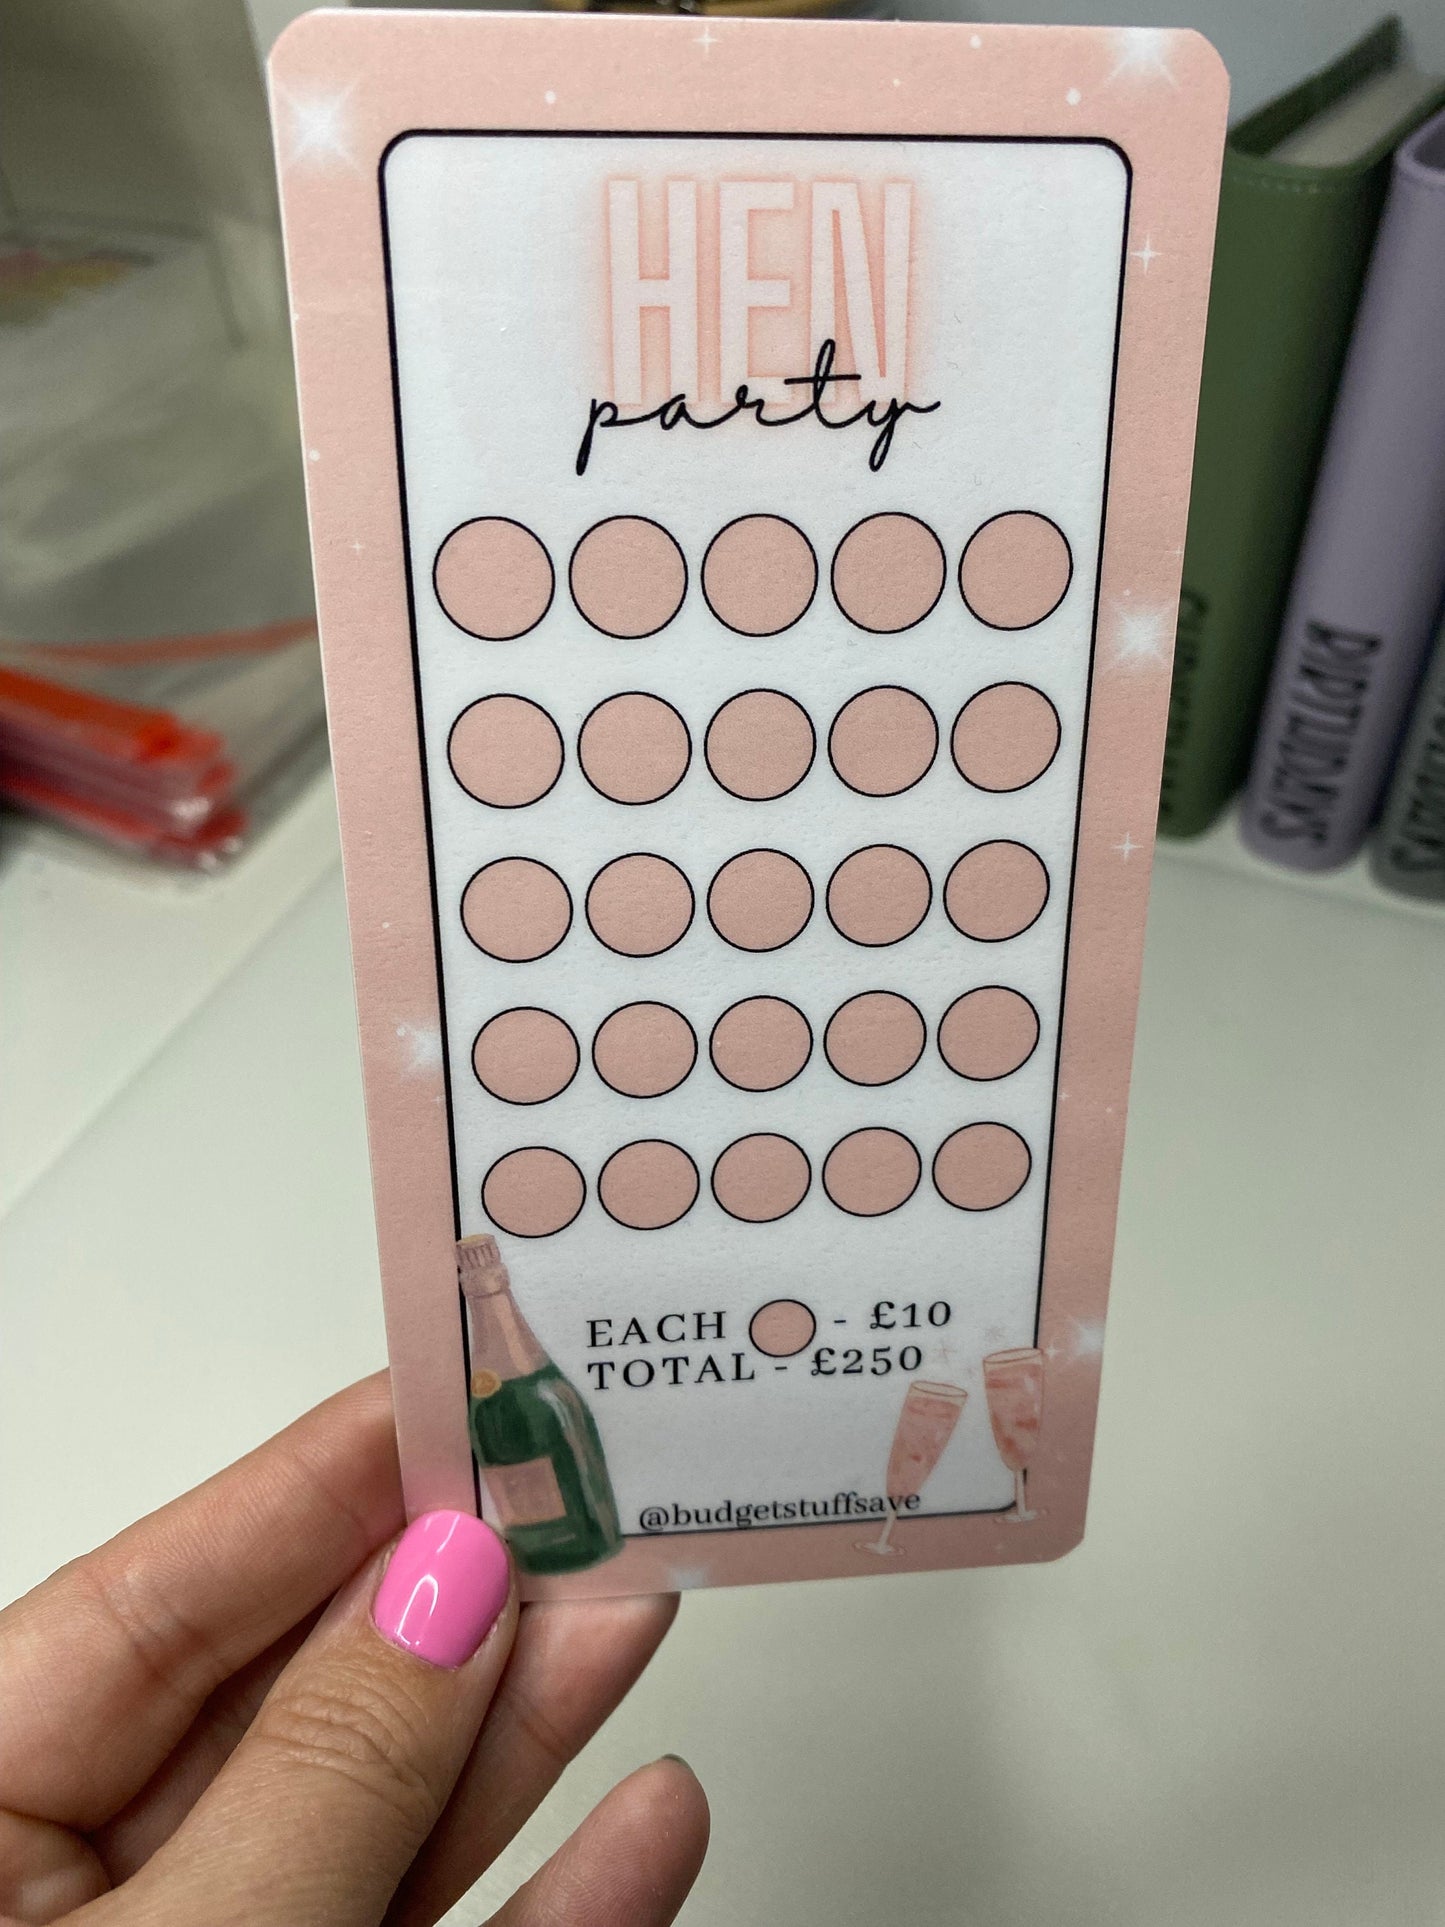 HEN
party
EACH - £10
TOTAL - £250
@budgetstuffsave